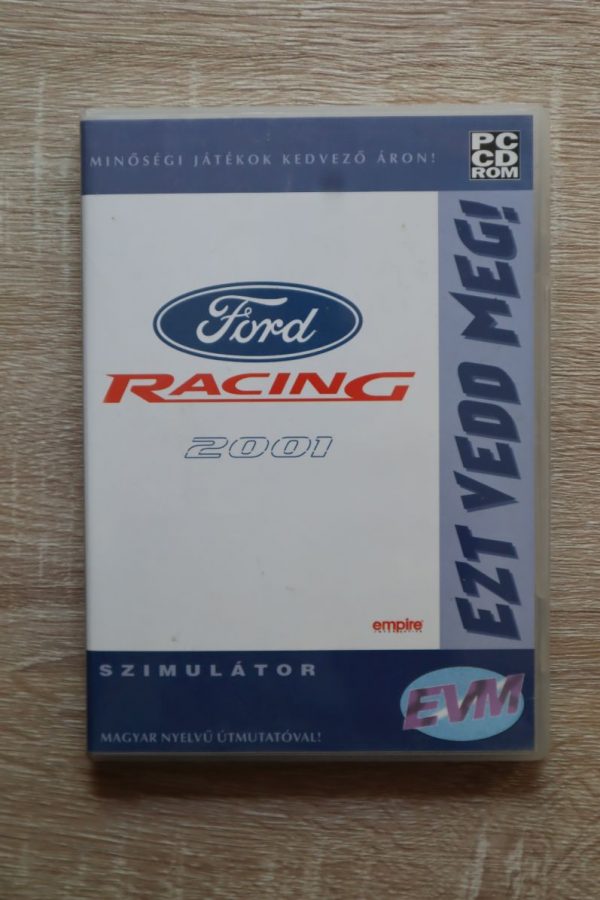 MINŐSÉGI JÁTÉKOK KEDVEZŐ ÁRON!
PC
CD
ROM
EZT VEDD MEG!
Ford
RACING
2001
empire
INTERACTIVE
SZIMULÁTOR
EVM
MAGYAR NYELVŰ ÚTMUTATÓVAL!